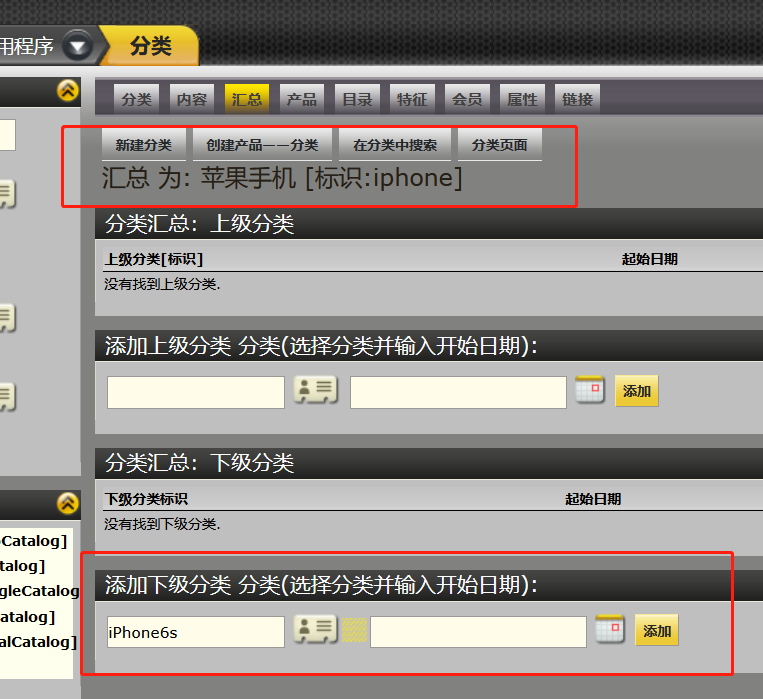 用程序 分类
分类 内容 汇总 产品 目录 特征 会员 属性 链接
新建分类 创建产品——分类 在分类中搜索 分类页面
汇总 为: 苹果手机 [标识:iphone]
分类汇总: 上级分类
上级分类[标识] 起始日期
没有找到上级分类.
添加上级分类 分类(选择分类并输入开始日期):
添加
分类汇总: 下级分类
下级分类标识 起始日期
没有找到下级分类.
Catalog]
talog]
gleCatalog
atalog]
alCatalog]
添加下级分类 分类(选择分类并输入开始日期):
iPhone6s 添加